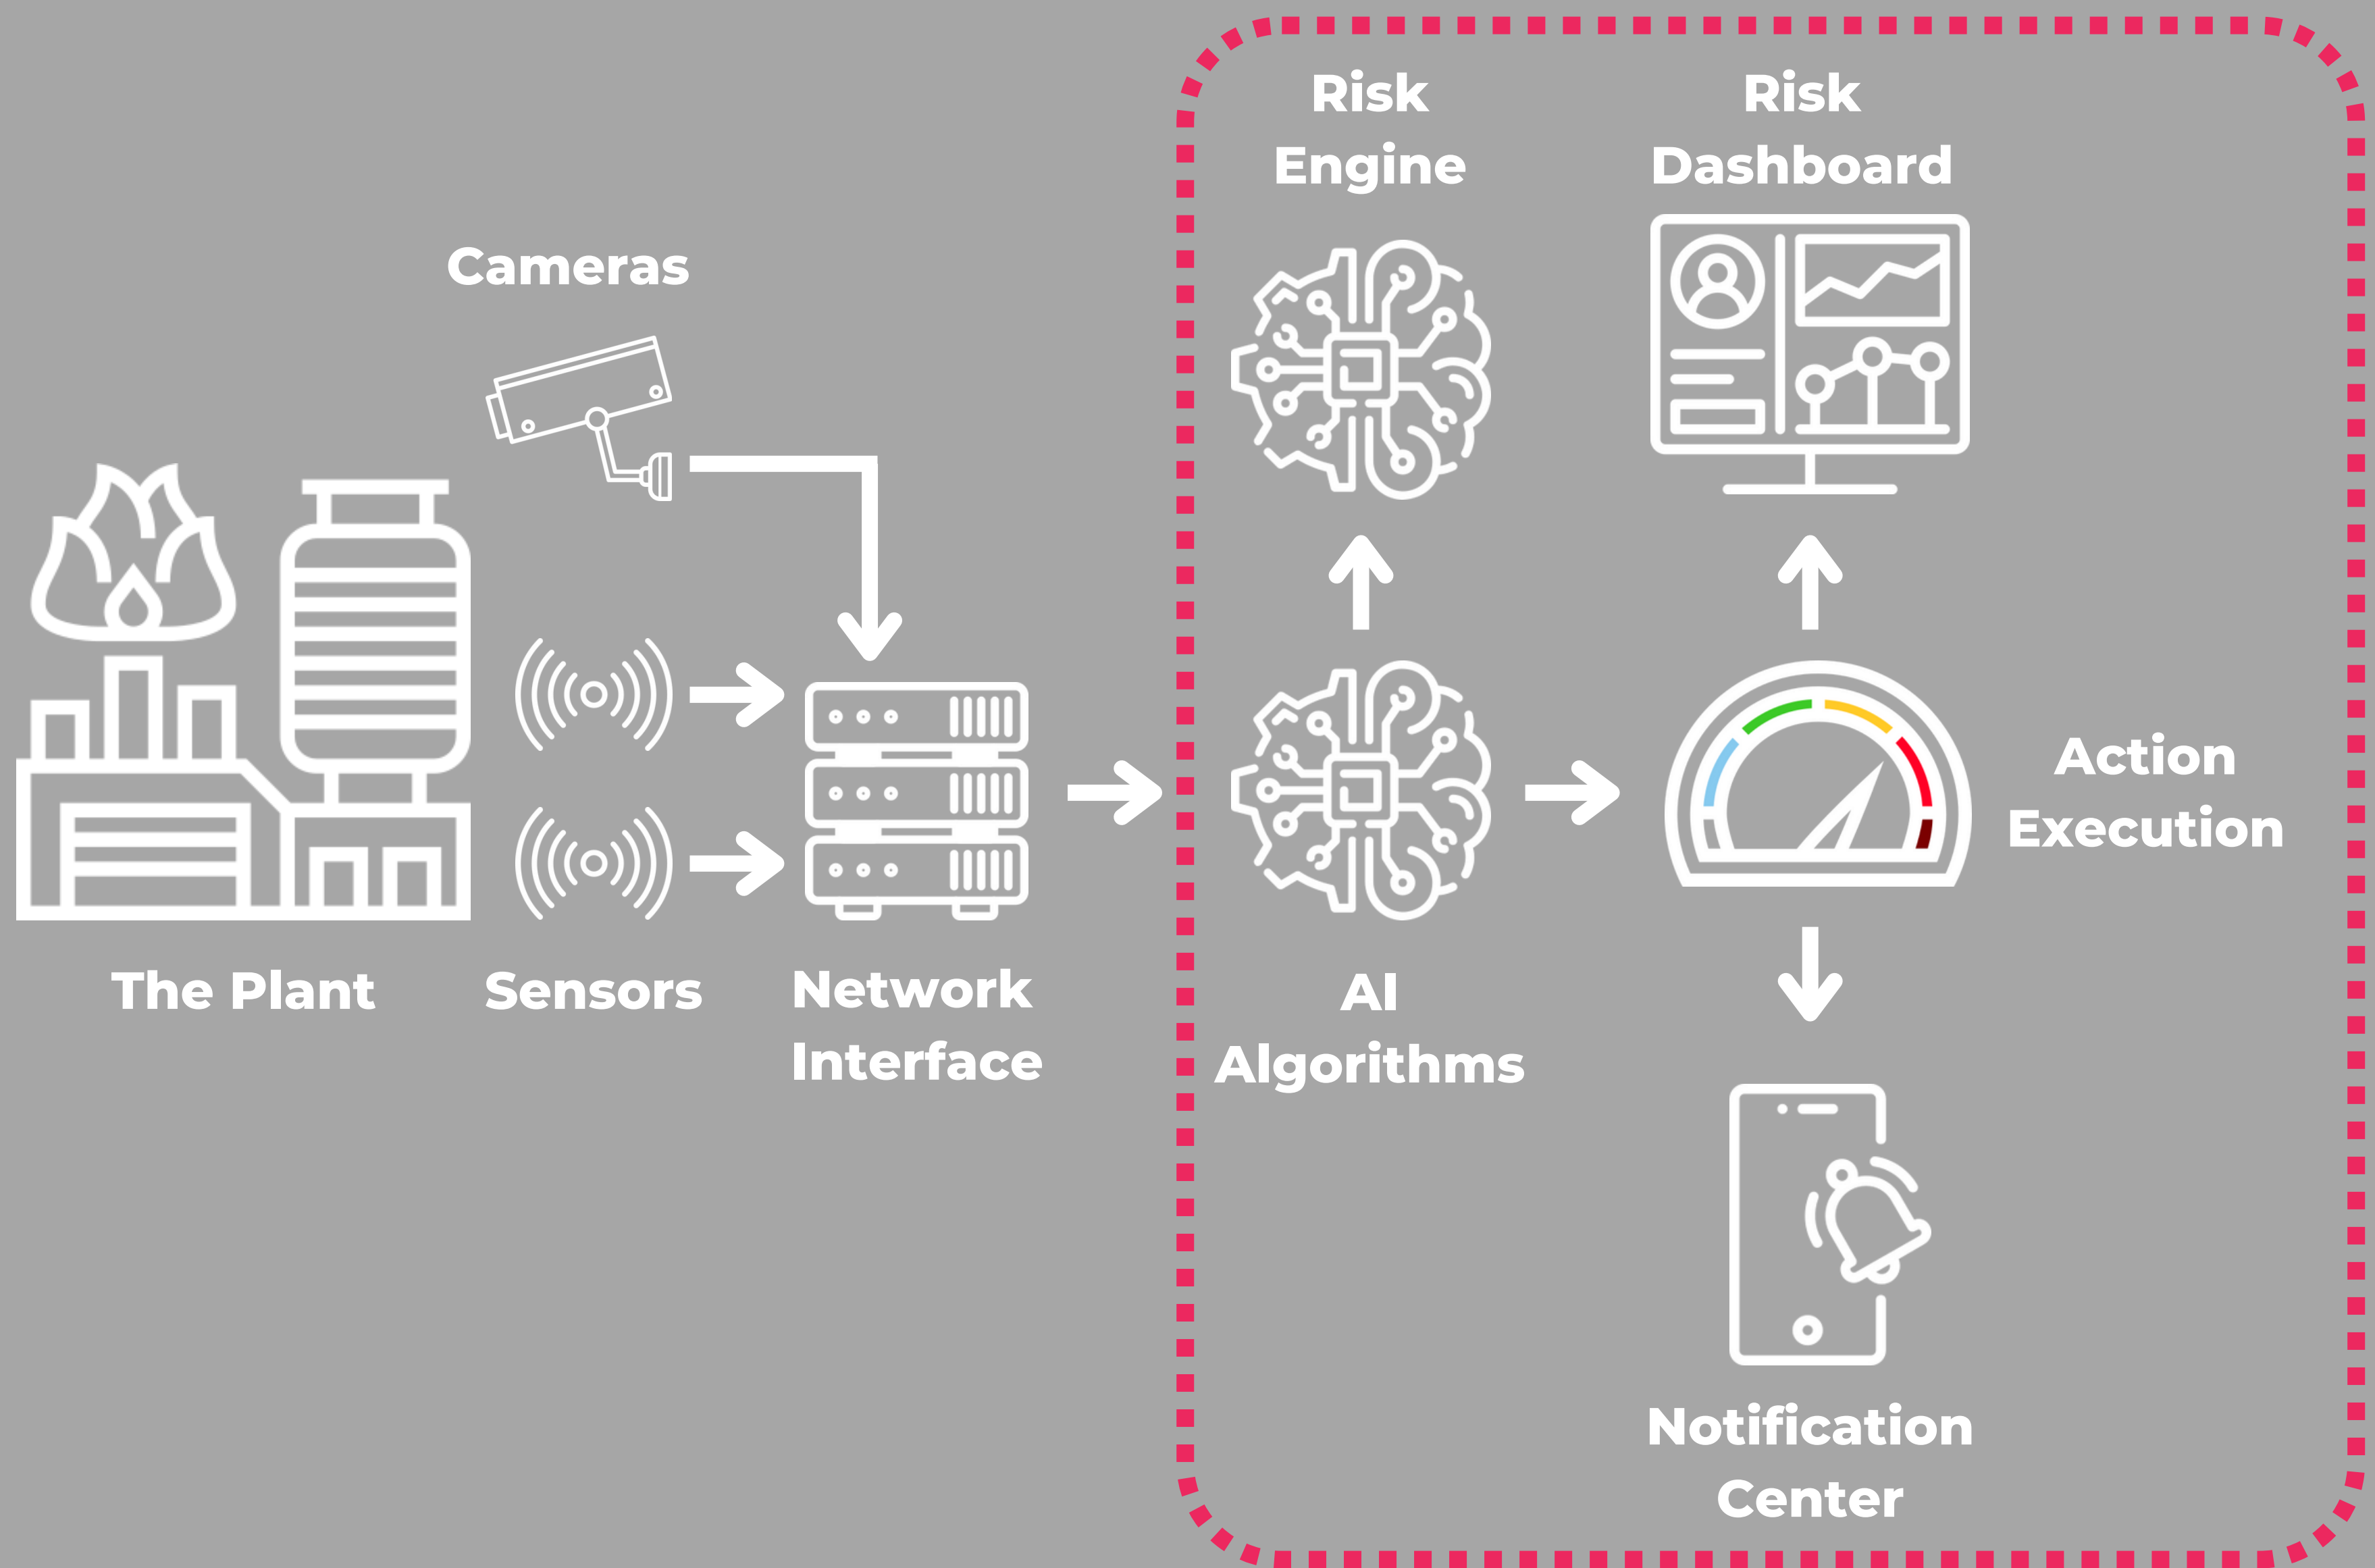 Cameras
The Plant
Sensors
Network
Interface
Risk
Engine
AI
Algorithms
Risk
Dashboard
Action
Execution
Notification
Center